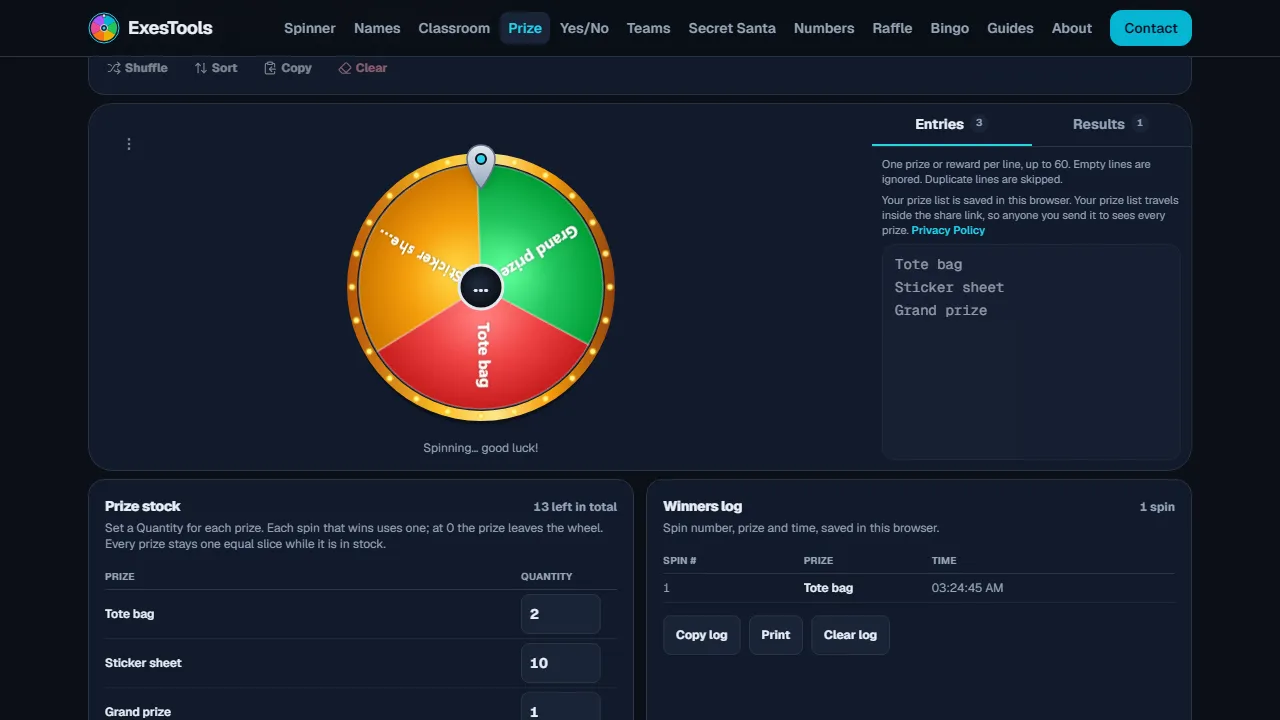 ExesTools Spinner Names Classroom Prize Yes/No Teams Secret Santa Numbers Raffle Bingo Guides About Contact
Shuffle Sort Copy Clear
Entries 3 Results 1
One prize or reward per line, up to 60. Empty lines are
ignored. Duplicate lines are skipped.
Your prize list is saved in this browser. Your prize list travels
inside the share link, so anyone you send it to sees every
prize. Privacy Policy
Tote bag
Sticker sheet
Grand prize
Sticker she...
Grand prize
Tote bag
...
Spinning... good luck!
Prize stock 13 left in total
Set a Quantity for each prize. Each spin that wins uses one; at 0 the prize leaves the wheel.
Every prize stays one equal slice while it is in stock.
PRIZE QUANTITY
Tote bag 2
Sticker sheet 10
Grand prize 1
Winners log 1 spin
Spin number, prize and time, saved in this browser.
SPIN # PRIZE TIME
1 Tote bag 03:24:45 AM
Copy log Print Clear log